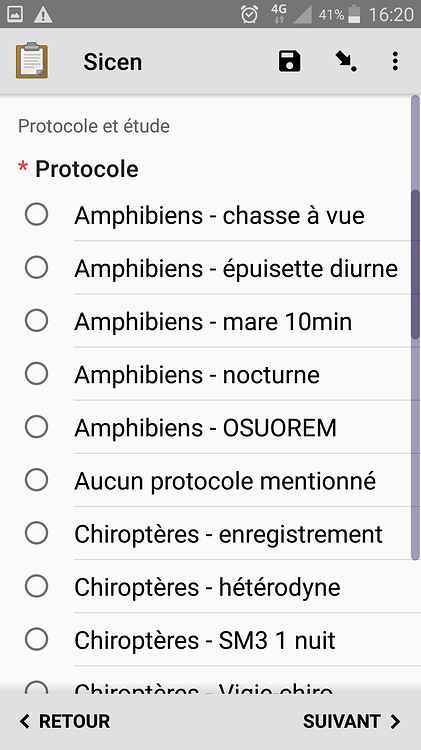 4G 41% 16:20
Sicen
Protocole et étude
* Protocole
Amphibiens - chasse à vue
Amphibiens - épuisette diurne
Amphibiens - mare 10min
Amphibiens - nocturne
Amphibiens - OSUOREM
Aucun protocole mentionné
Chiroptères - enregistrement
Chiroptères - hétérodyne
Chiroptères - SM3 1 nuit
Chiroptères - Vigie-chiro
RETOUR SUIVANT